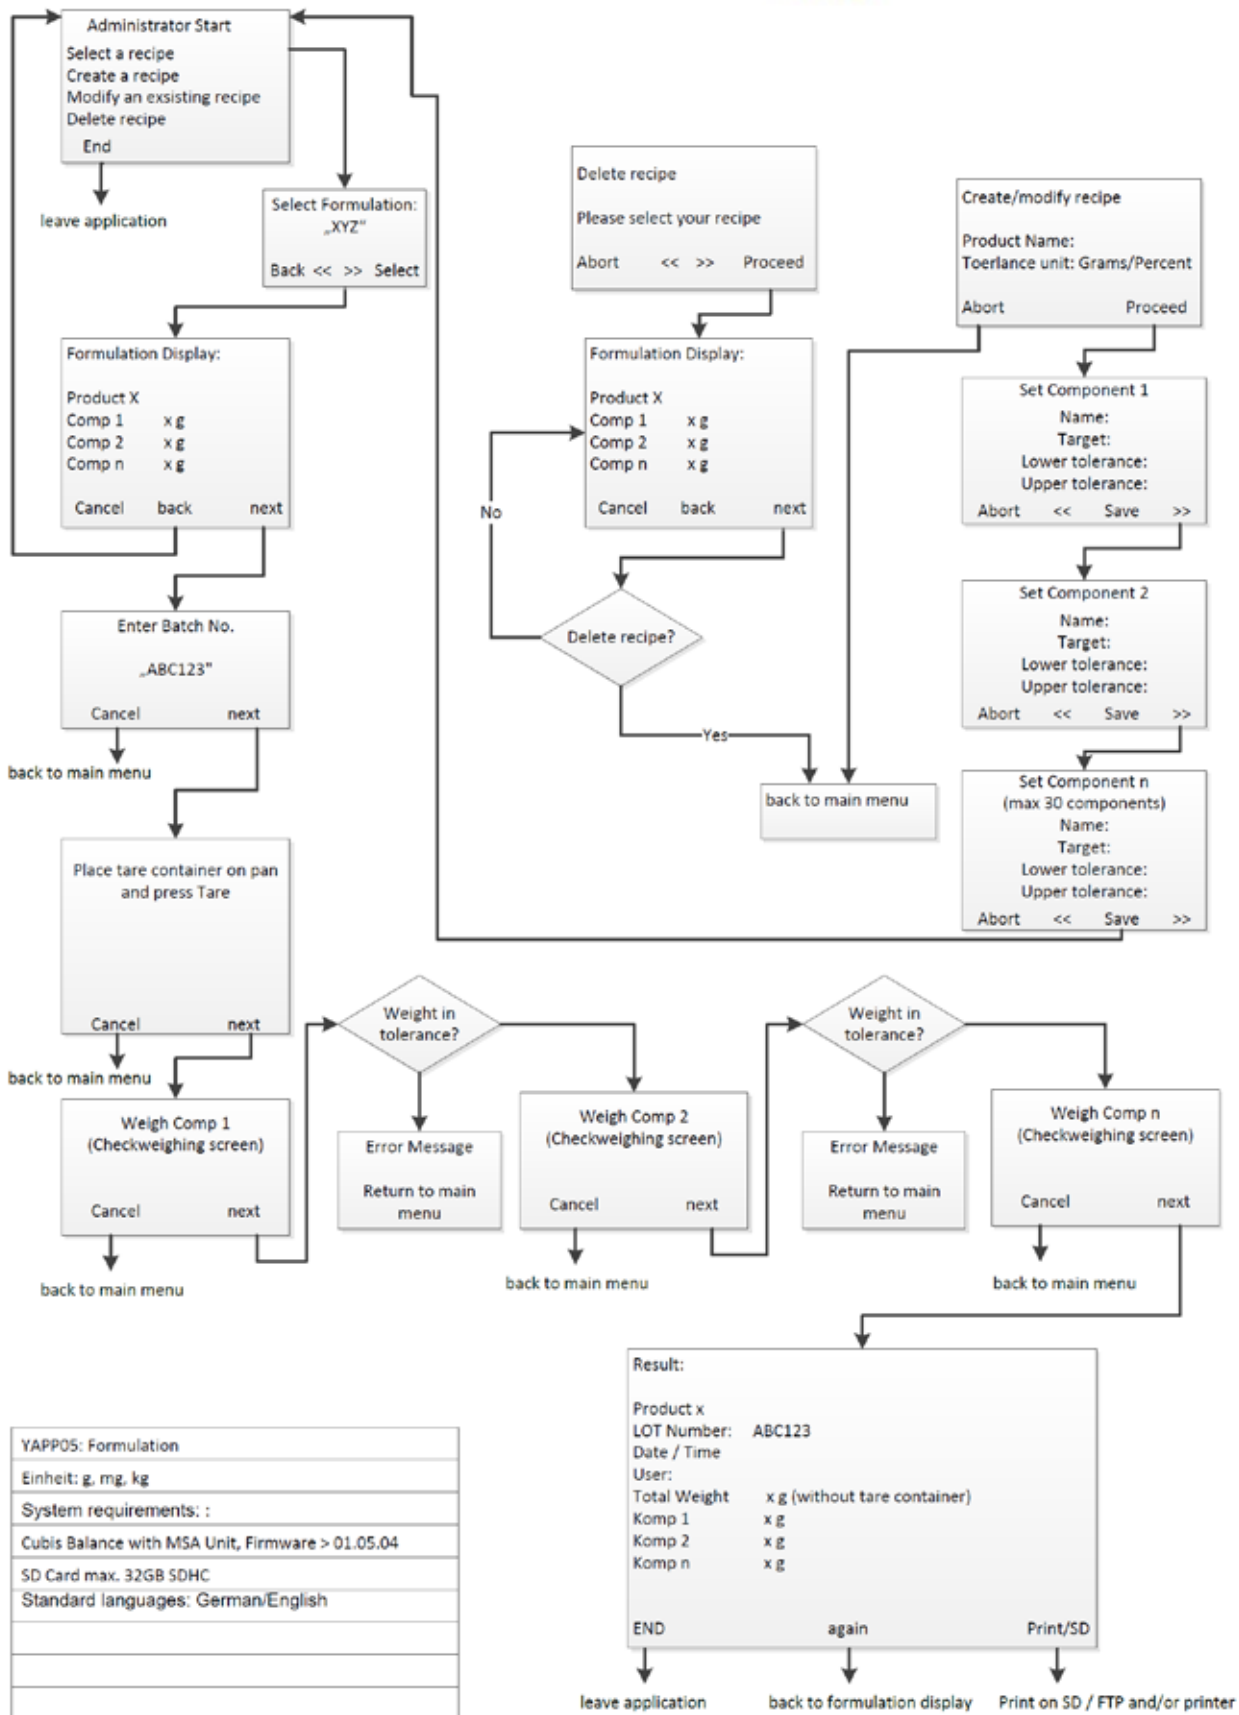 Administrator Start
Select a recipe
Create a recipe
Modify an exsisting recipe
Delete recipe
End
leave application
Select Formulation:
„XYZ“
Back << >> Select
Formulation Display:
Product X
Comp 1 x g
Comp 2 x g
Comp n x g
Cancel back next
Enter Batch No.
„ABC123"
Cancel next
back to main menu
Place tare container on pan
and press Tare
Cancel next
back to main menu
Delete recipe
Please select your recipe
Abort << >> Proceed
Formulation Display:
Product X
Comp 1 x g
Comp 2 x g
Comp n x g
Cancel back next
No
Delete recipe?
Yes
back to main menu
Create/modify recipe
Product Name:
Toerlance unit: Grams/Percent
Abort Proceed
Set Component 1
Name:
Target:
Lower tolerance:
Upper tolerance:
Abort << Save >>
Set Component 2
Name:
Target:
Lower tolerance:
Upper tolerance:
Abort << Save >>
Set Component n
(max 30 components)
Name:
Target:
Lower tolerance:
Upper tolerance:
Abort << Save >>
Weigh Comp 1
(Checkweighing screen)
Cancel next
back to main menu
Weight in
tolerance?
Error Message
Return to main
menu
Weigh Comp 2
(Checkweighing screen)
Cancel next
back to main menu
Weight in
tolerance?
Error Message
Return to main
menu
Weigh Comp n
(Checkweighing screen)
Cancel next
back to main menu
Result:
Product x
LOT Number: ABC123
Date / Time
User:
Total Weight x g (without tare container)
Komp 1 x g
Komp 2 x g
Komp n x g
END again Print/SD
leave application
back to formulation display
Print on SD / FTP and/or printer
YAPP05: Formulation
Einheit: g, mg, kg
System requirements: :
Cubis Balance with MSA Unit, Firmware > 01.05.04
SD Card max. 32GB SDHC
Standard languages: German/English